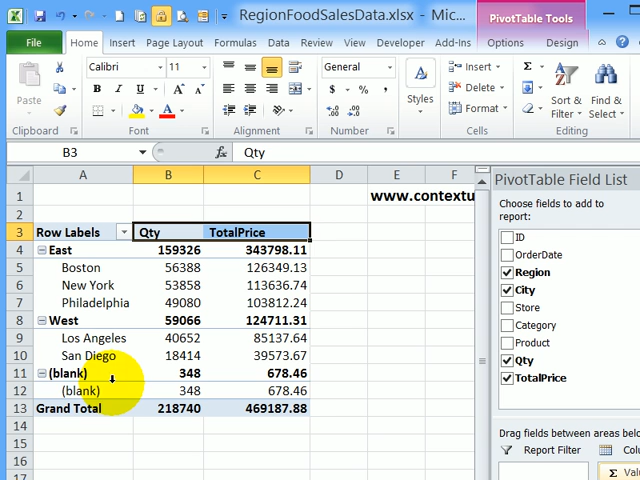 RegionFoodSalesData.xlsx - Mic...
PivotTable Tools
File Home Insert Page Layout Formulas Data Review View Developer Add-Ins Options Design
Paste
Clipboard
Calibri 11
B I U
A A
Font
Alignment
General
$ % ,
Number
Styles
Insert
Delete
Format
Cells
Σ
Sort & Filter
Find & Select
Editing
B3 fx Qty
A B C D E F
1 www.contextu
2
3 Row Labels Qty TotalPrice
4 East 159326 343798.11
5 Boston 56388 126349.13
6 New York 53858 113636.74
7 Philadelphia 49080 103812.24
8 West 59066 124711.31
9 Los Angeles 40652 85137.64
10 San Diego 18414 39573.67
11 (blank) 348 678.46
12 (blank) 348 678.46
13 Grand Total 218740 469187.88
14
15
16
17
PivotTable Field List
Choose fields to add to
report:
ID
OrderDate
Region
City
Store
Category
Product
Qty
TotalPrice
Drag fields between areas below
Report Filter Colu
Σ Valu